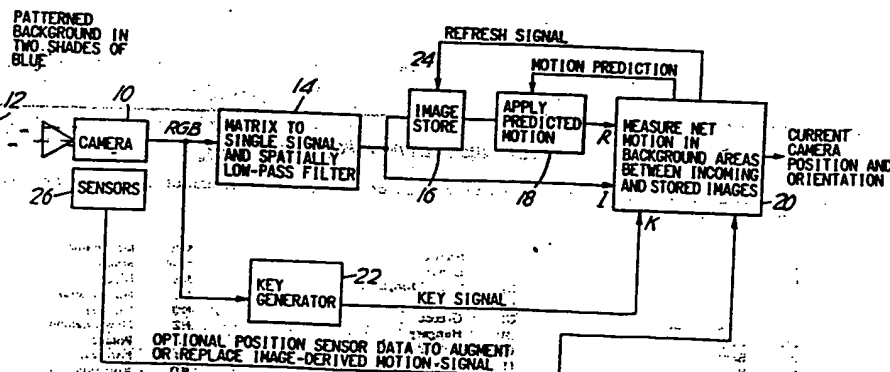 PATTERNED
BACKGROUND IN
TWO SHADES OF
BLUE
12
10
CAMERA
26
SENSORS
RGB
14
MATRIX TO
SINGLE SIGNAL
AND SPATIALLY
LOW-PASS FILTER
24
REFRESH SIGNAL
MOTION PREDICTION
IMAGE
STORE
16
APPLY
PREDICTED
MOTION
18
R
I
K
MEASURE NET
MOTION IN
BACKGROUND AREAS
BETWEEN INCOMING
AND STORED IMAGES
20
CURRENT
CAMERA
POSITION AND
ORIENTATION
KEY
GENERATOR
22
KEY SIGNAL
OPTIONAL POSITION SENSOR DATA TO AUGMENT
OR REPLACE IMAGE-DERIVED MOTION SIGNAL